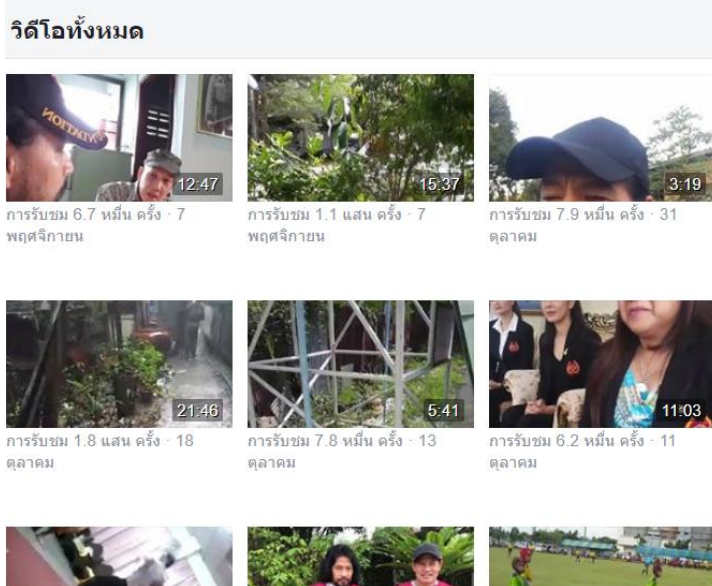 วิดีโอทั้งหมด
12:47
15:37
3:19
การรับชม 6.7 หมื่น ครั้ง · 7
พฤศจิกายน
การรับชม 1.1 แสน ครั้ง · 7
พฤศจิกายน
การรับชม 7.9 หมื่น ครั้ง · 31
ตุลาคม
21:46
5:41
11:03
การรับชม 1.8 แสน ครั้ง · 18
ตุลาคม
การรับชม 7.8 หมื่น ครั้ง · 13
ตุลาคม
การรับชม 6.2 หมื่น ครั้ง · 11
ตุลาคม